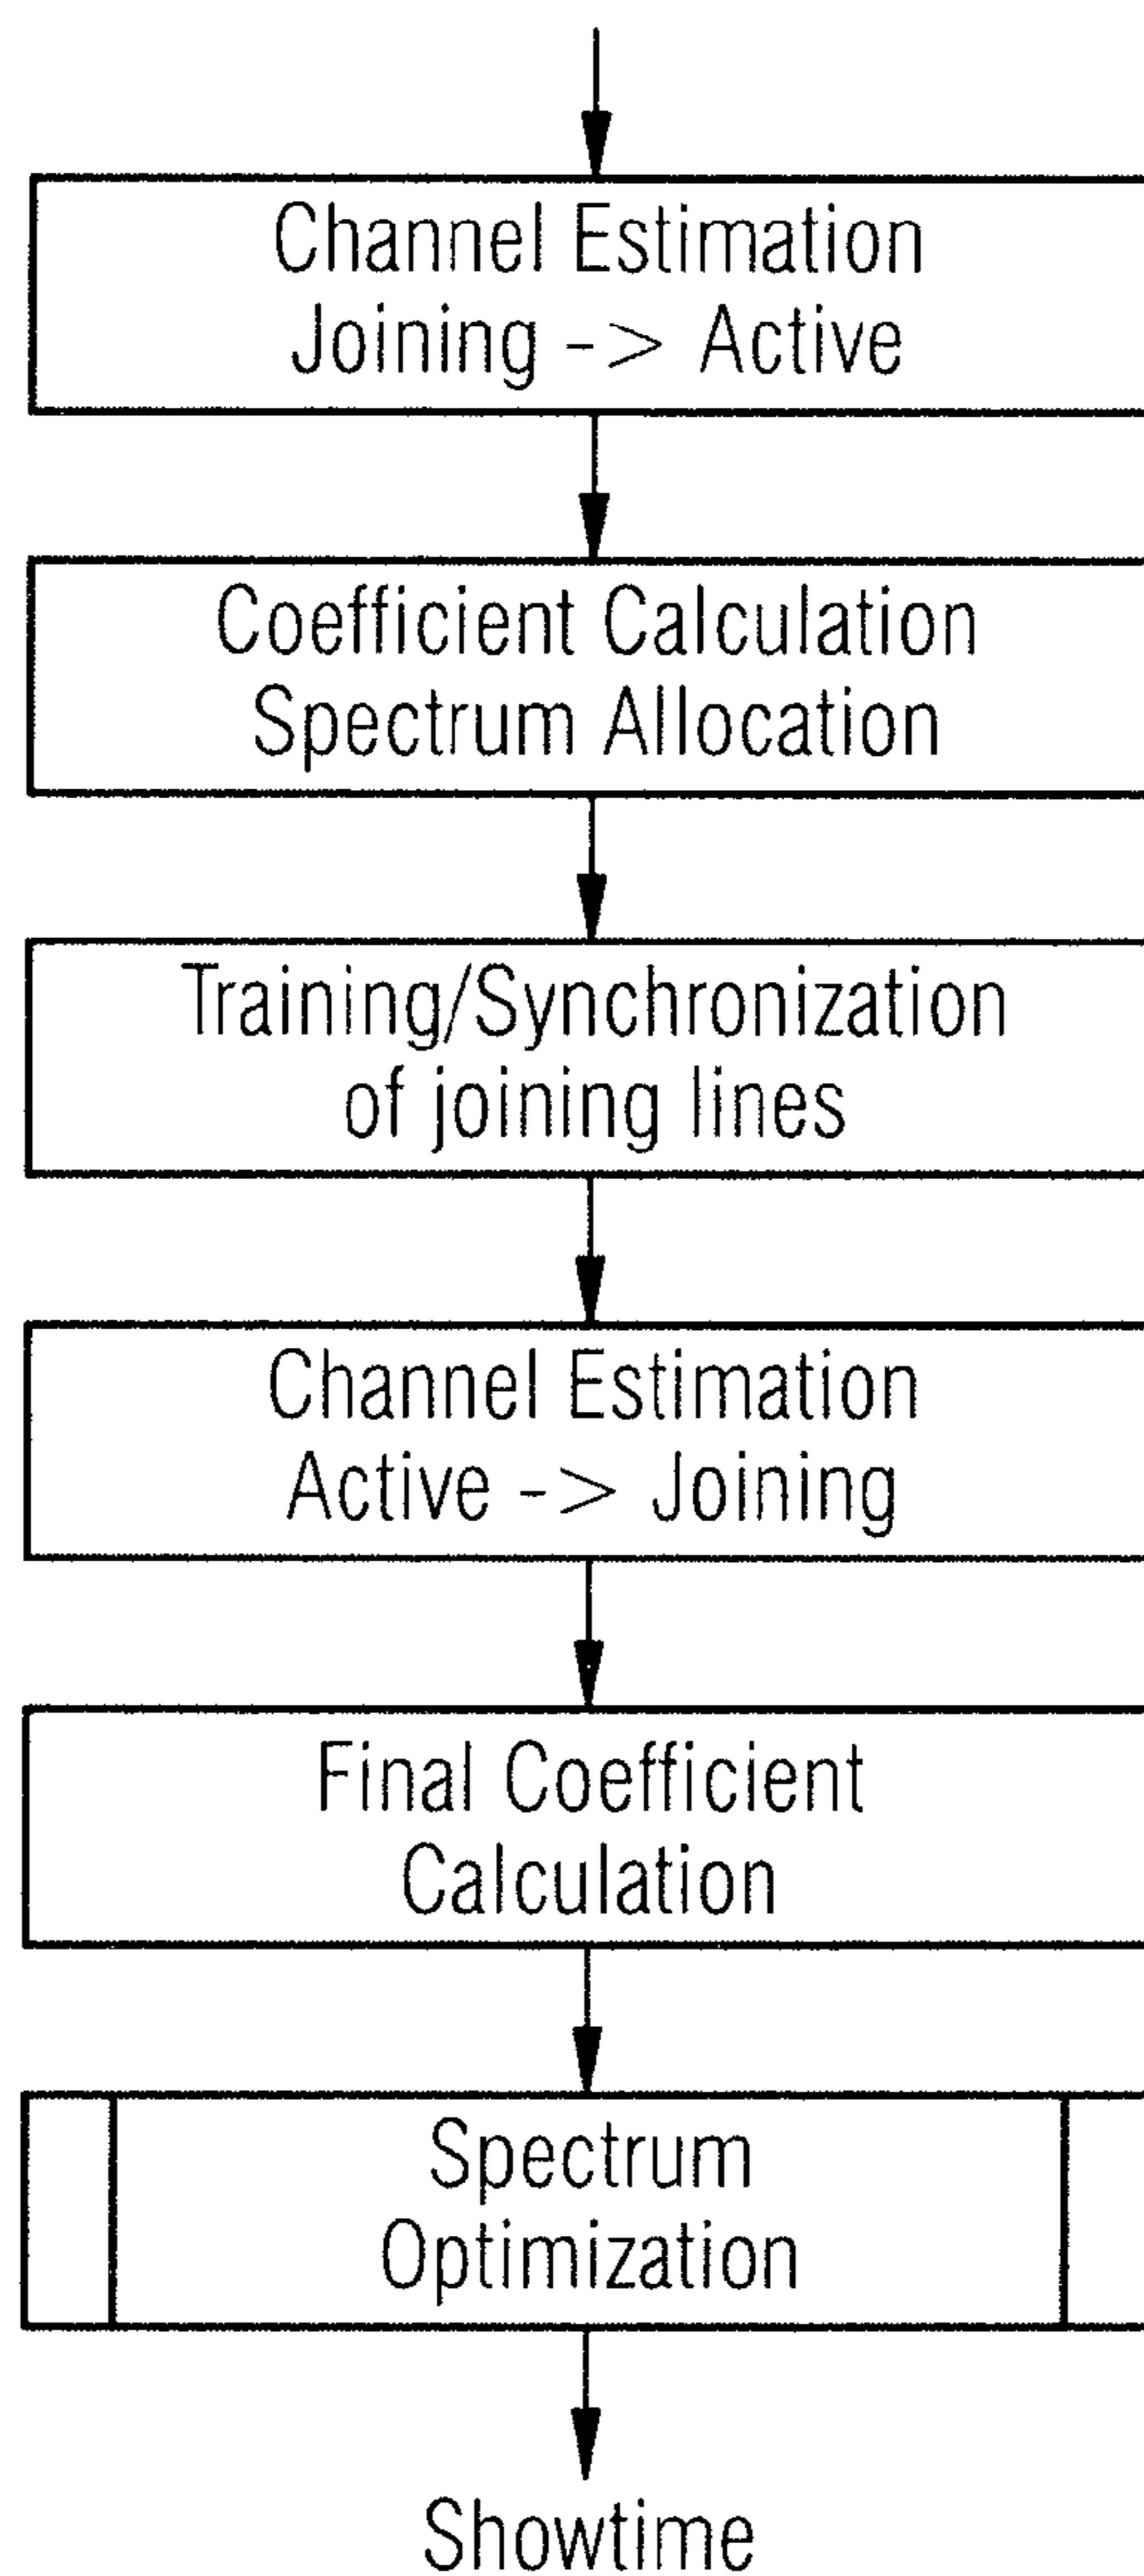 Channel Estimation
Joining -> Active
Coefficient Calculation
Spectrum Allocation
Training/Synchronization
of joining lines
Channel Estimation
Active -> Joining
Final Coefficient
Calculation
Spectrum
Optimization
Showtime